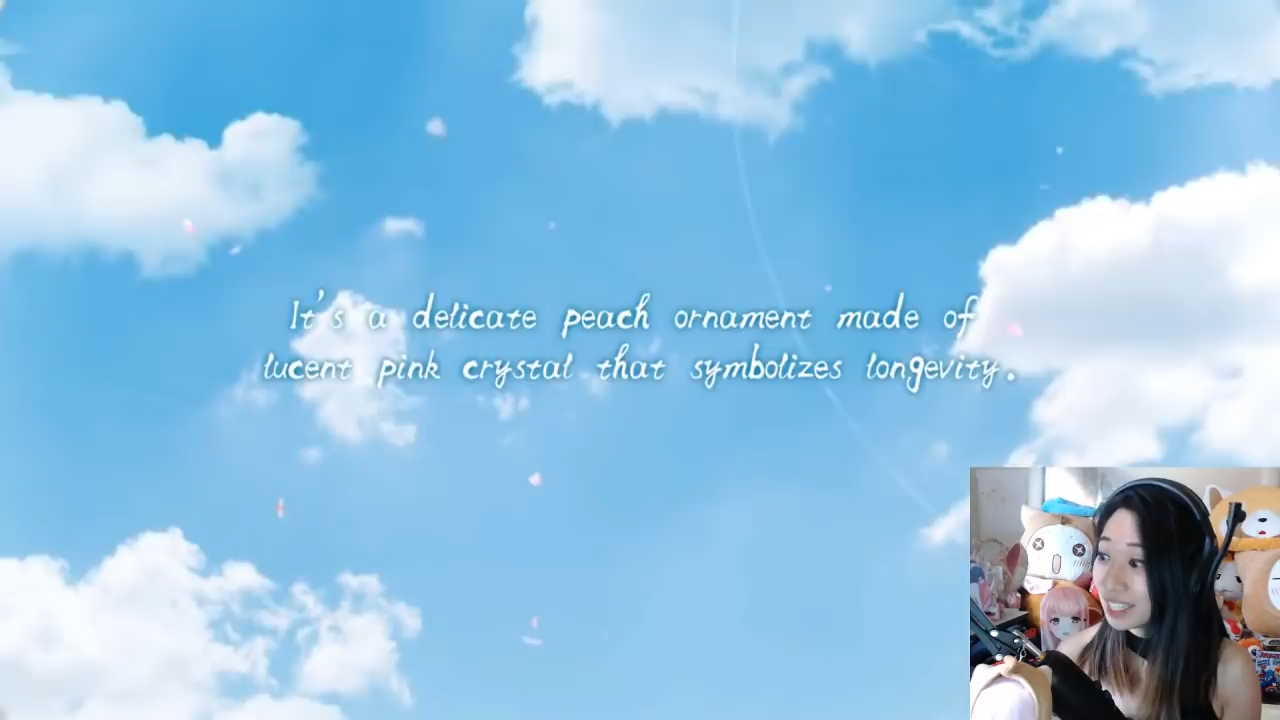 It's a delicate peach ornament made of
lucent pink crystal that symbolizes longevity.